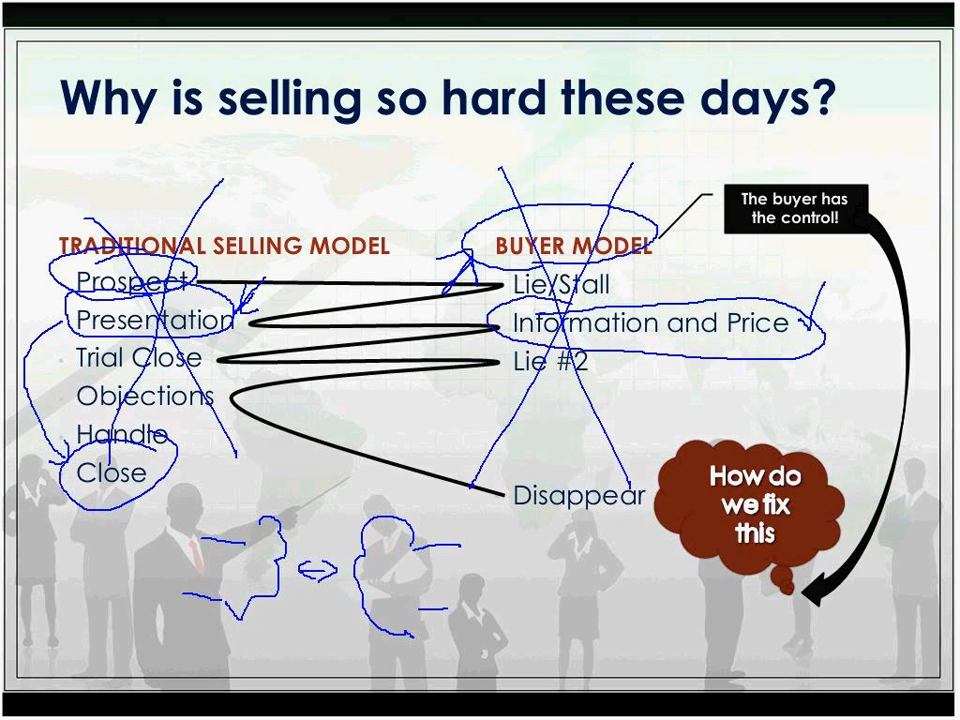 Why is selling so hard these days?
The buyer has
the control!
TRADITIONAL SELLING MODEL
Prospect
Presentation
Trial Close
Objections
Handle
Close
BUYER MODEL
Lie/Stall
Information and Price
Lie #2
Disappear
How do
we fix
this